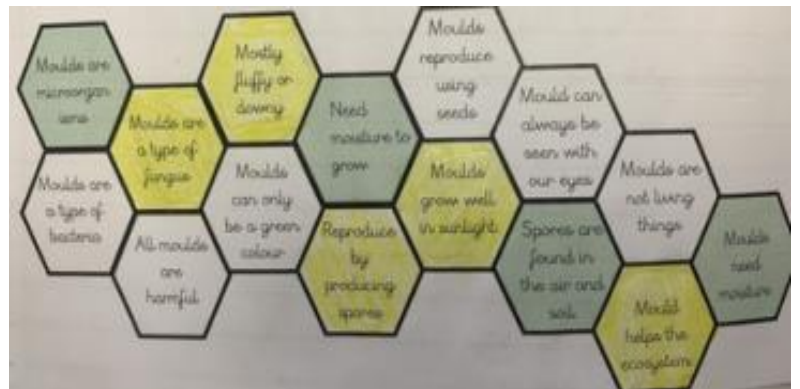 Moulds are
microorgan
isms
Moulds are
a type of
bacteria
Moulds are
a type of
fungus
All moulds
are
harmful
Mostly
fluffy or
downy
Moulds
can only
be a green
colour
Need
moisture to
grow
Reproduce
by
producing
spores
Moulds
reproduce
using
seeds
Moulds
grow well
in sunlight
Mould can
always be
seen with
our eyes
Spores are
found in
the air and
soil
Moulds are
not living
things
Mould
helps the
ecosystem
Moulds
need
moisture